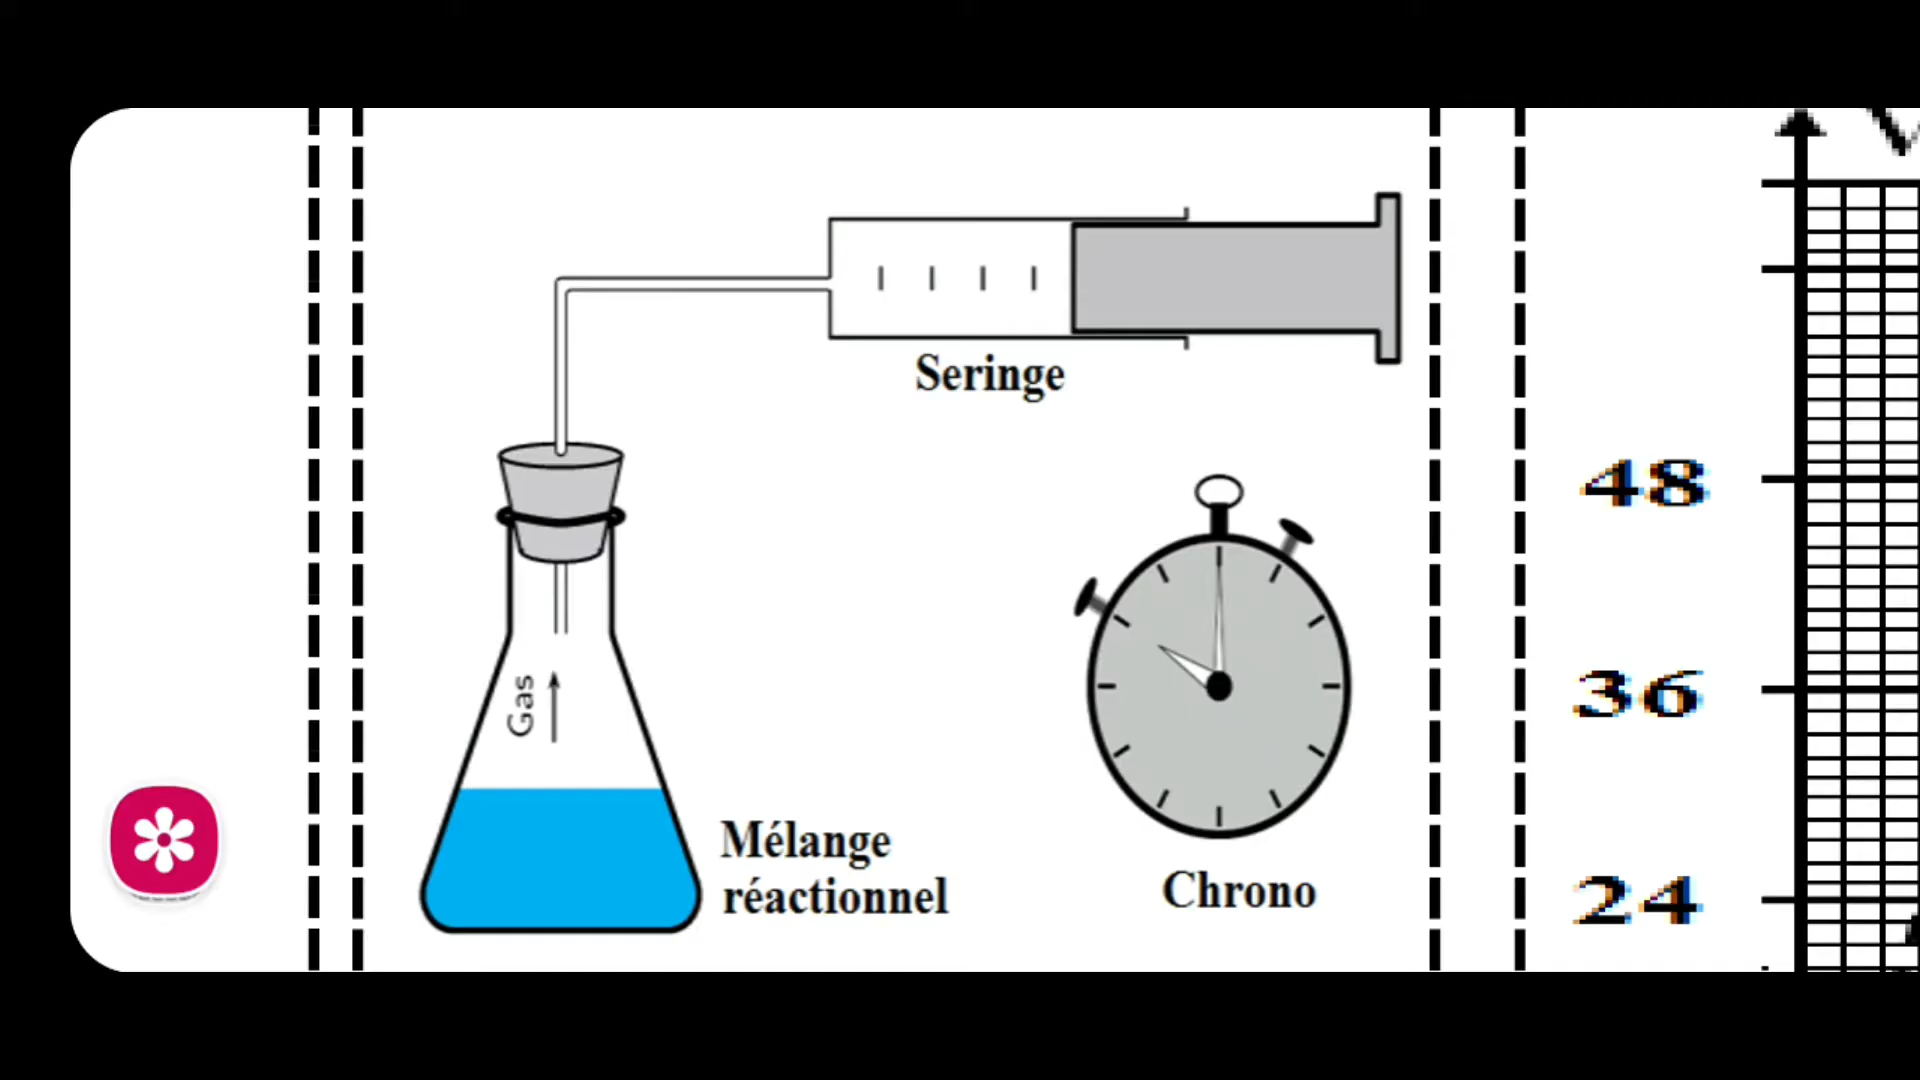 Seringe
Gas
Mélange
réactionnel
Chrono
48
36
24